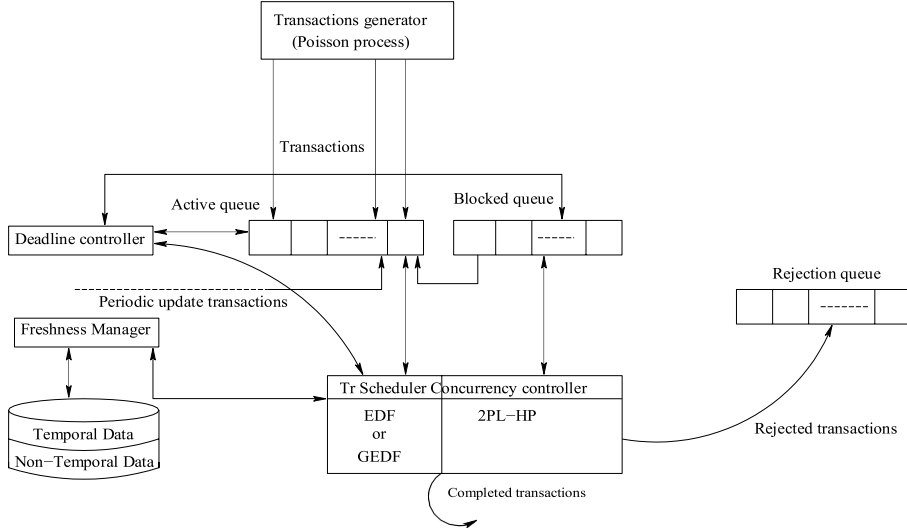 Transactions generator
(Poisson process)
Transactions
Active queue
Blocked queue
Deadline controller
Rejection queue
Periodic update transactions
Freshness Manager
Tr Scheduler
Concurrency controller
EDF
or
GEDF
2PL−HP
Temporal Data
Non−Temporal Data
Rejected transactions
Completed transactions